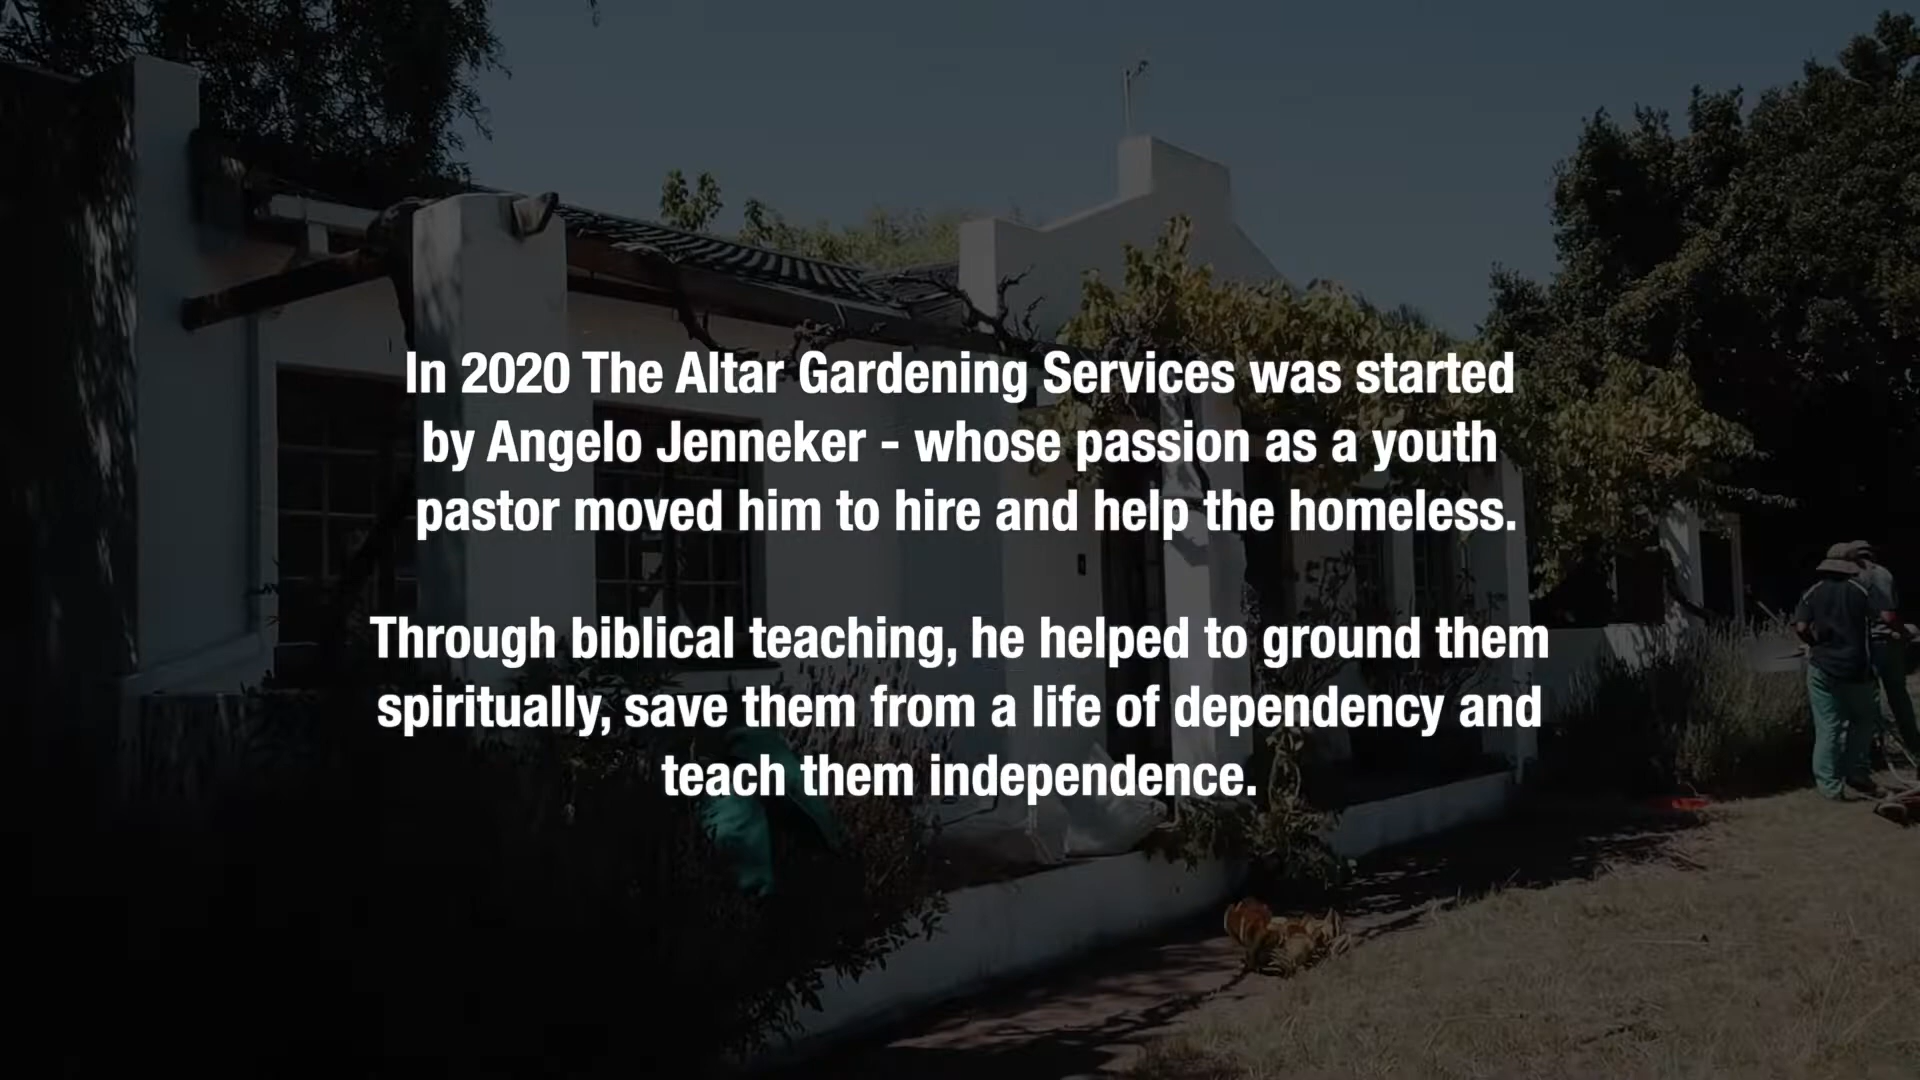 In 2020 The Altar Gardening Services was started
by Angelo Jenneker - whose passion as a youth
pastor moved him to hire and help the homeless.
Through biblical teaching, he helped to ground them
spiritually, save them from a life of dependency and
teach them independence.